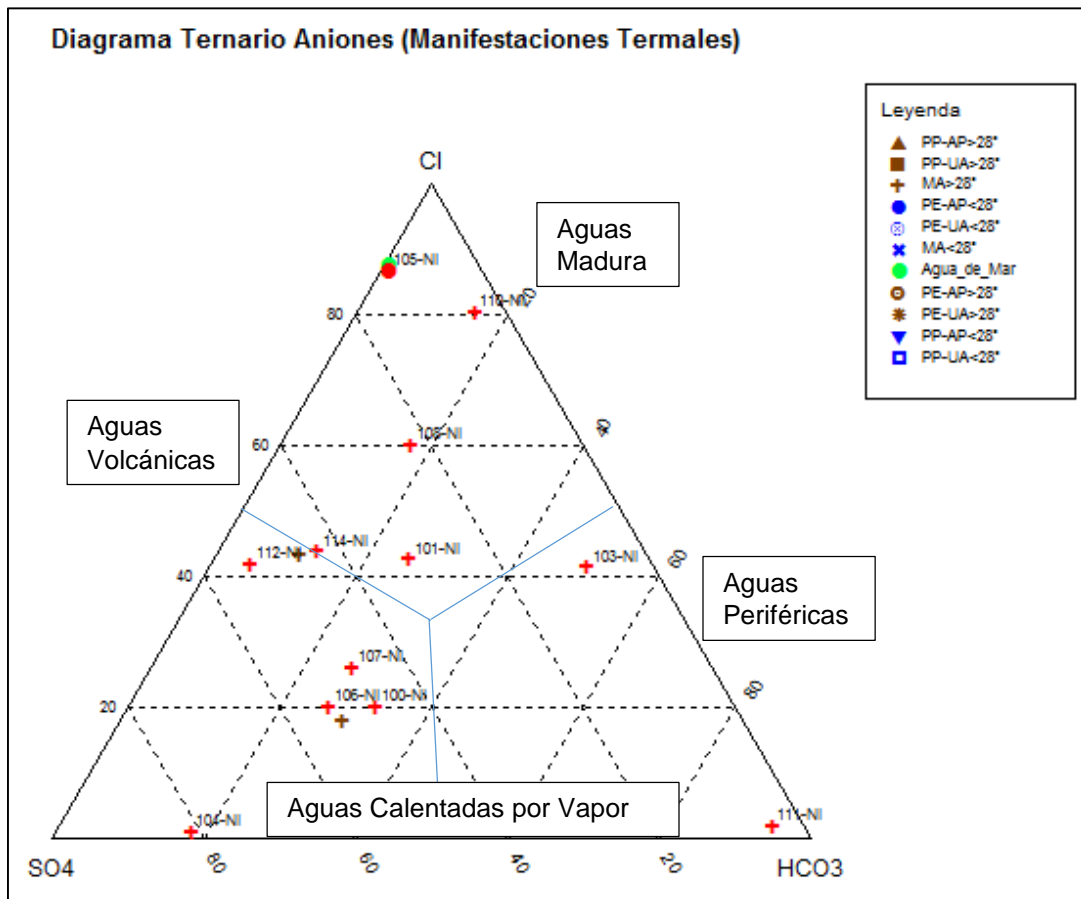 Diagrama Ternario Aniones (Manifestaciones Termales)
Leyenda
PP-AP>28°
PP-UA>28°
MA>28°
PE-AP<28°
PE-UA<28°
MA<28°
Agua_de_Mar
PE-AP>28°
PE-UA>28°
PP-AP<28°
PP-UA<28°
Cl
Aguas
Madura
105-NI
80
Aguas
Volcánicas
60
40
108-NI
114-NI
112-NI
101-NI
103-NI
40
60
Aguas
Periféricas
107-NI
106-NI
100-NI
20
80
Aguas Calentadas por Vapor
104-NI
111-NI
SO4
80
60
40
20
HCO3